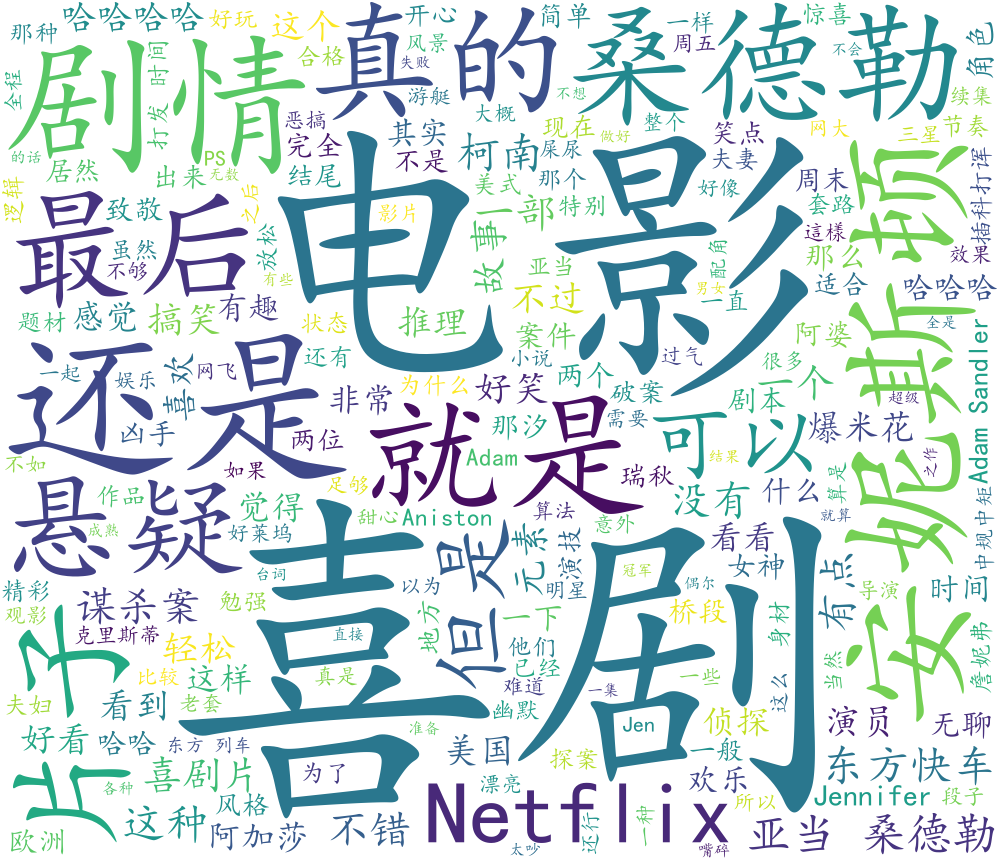 那种
哈哈哈哈
好玩
这个
开心
简单
一样
惊喜
不会
角色
剧情
时间
打发
全程
合格
真的
风景
失败
游艇
大概
周五
桑德勒
不想
续集
节奏
三星
网大
笑点
夫妻
整个
做好
现在
屎尿
恶搞
完全
其实
不是
柯南
美式
那个
好像
周末
套路
這樣
那么
插科打诨
效果
的话
逻辑
居然
出来
PS
无数
结尾
之后
影片
电影
故事
一部
特别
配角
男女
一直
适合
哈哈哈
安妮斯顿
最后
致敬
虽然
不够
放松
有些
题材
感觉
搞笑
有趣
状态
推理
亚当
不过
案件
阿婆
全是
Adam Sandler
还是
一起
娱乐
网飞
喜欢
还有
非常
为什么
好笑
小说
两个
过气
很多
一个
超级
之作
不如
凶手
两位
如果
就是
那汐
破案
需要
剧本
可以
爆米花
瑞秋
结果
没有
什么
算是
就算
中规中矩
悬疑
作品
成熟
觉得
好莱坞
足够
甜心
Adam
Aniston
算法
意外
看看
女神
精彩
观影
谋杀案
克里斯蒂
勉强
台词
以为
但是
元素
演技
明星
冠军
偶尔
桥段
身材
有点
导演
时间
片子
轻松
比较
这样
老套
直接
真是
喜剧
地方
一下
他们
已经
难道
一集
一些
这么
当然
詹妮弗
夫妇
看到
好看
哈哈
东方
列车
为了
准备
幽默
Jen
侦探
演员
无聊
喜剧片
各种
美国
漂亮
探案
一般
欢乐
东方快车
Jennifer
段子
欧洲
这种
风格
阿加莎
不错
Netflix
太吵
还行
一种
嘴碎
所以
亚当
桑德勒